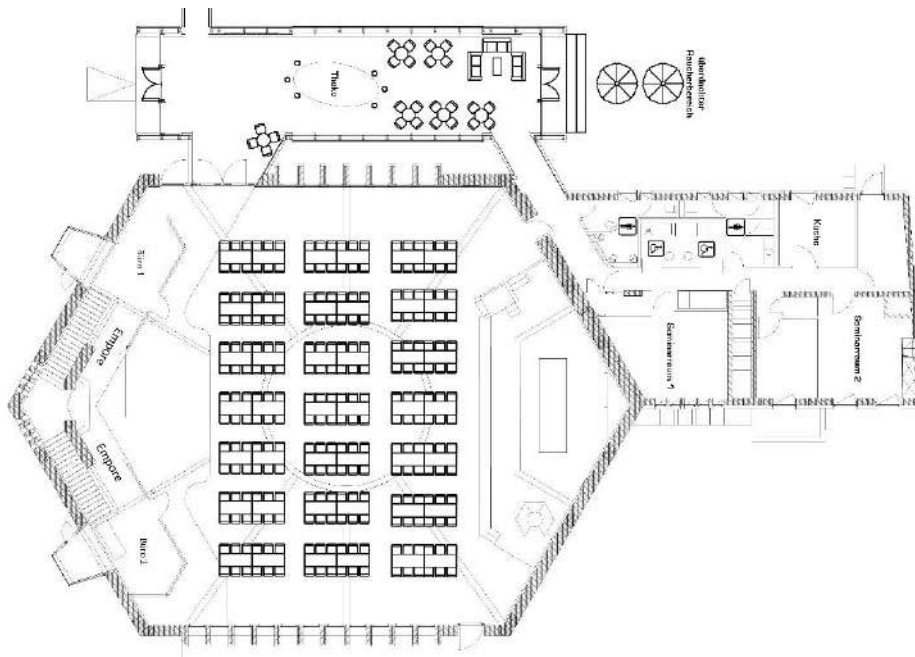 überdachter
Raucherbereich
Theke
Küche
Büro 1
Empore
Seminarraum 1
Seminarraum 2
Empore
Büro 2